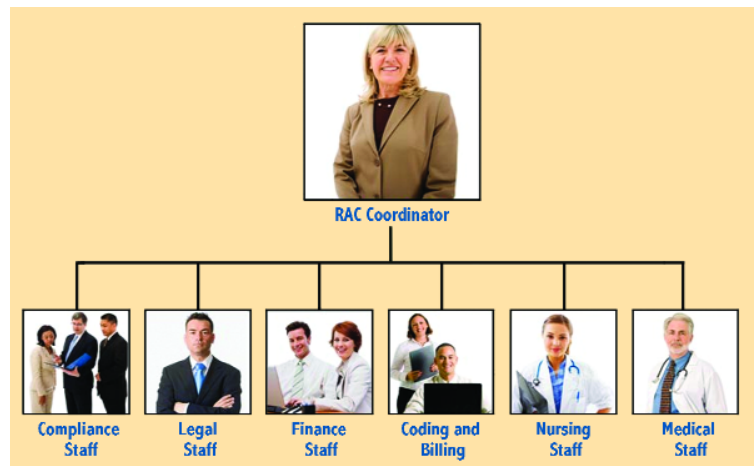 RAC Coordinator
Compliance
Staff
Legal
Staff
Finance
Staff
Coding and
Billing
Nursing
Staff
Medical
Staff